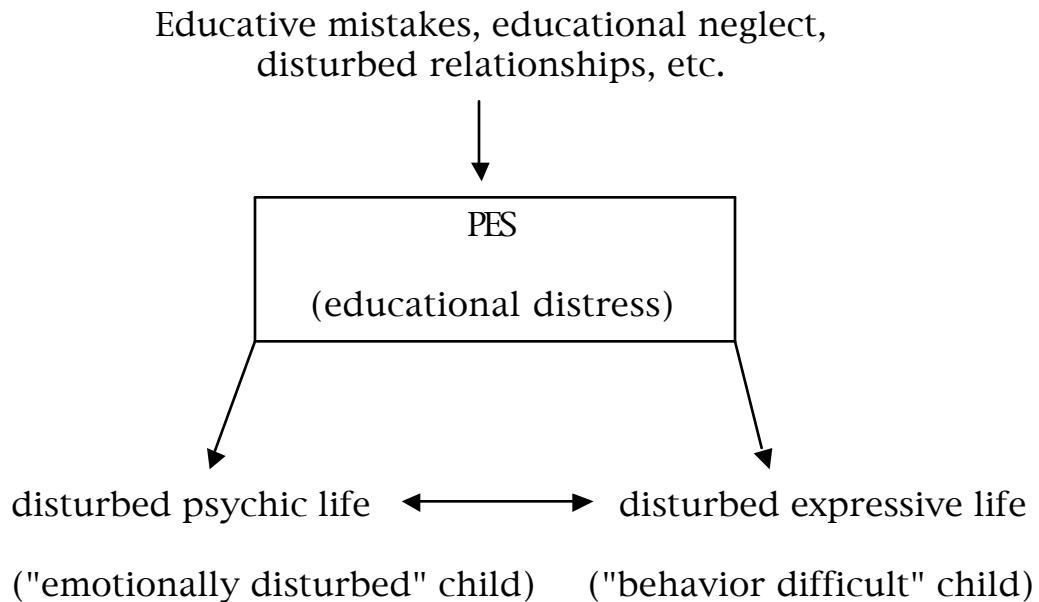 Educative mistakes, educational neglect,
disturbed relationships, etc.
PES
(educational distress)
disturbed psychic life
disturbed expressive life
("emotionally disturbed" child)
("behavior difficult" child)